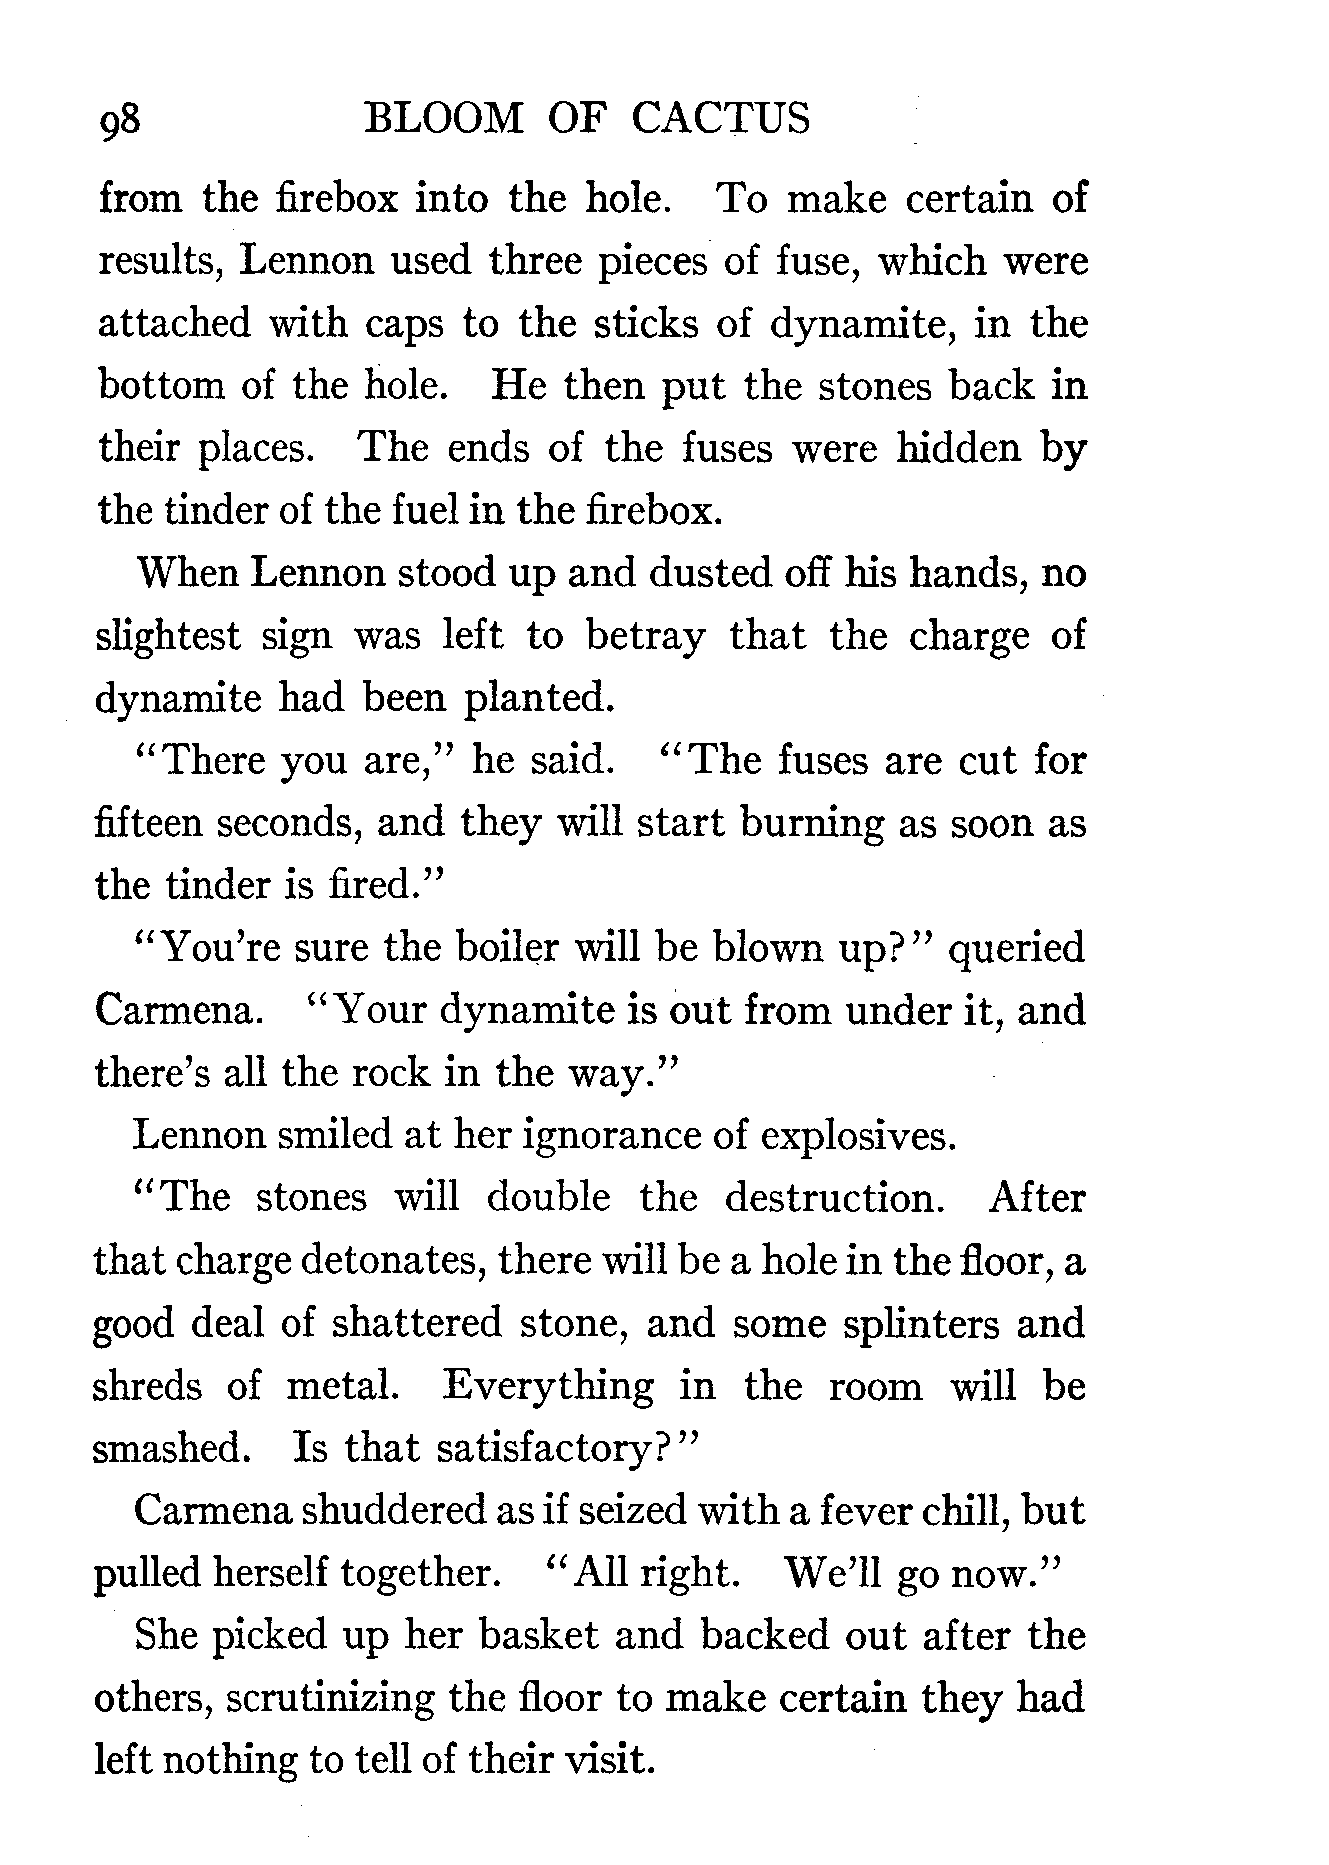 98 BLOOM OF CACTUS
from the firebox into the hole. To make certain of
results, Lennon used three pieces of fuse, which were
attached with caps to the sticks of dynamite, in the
bottom of the hole. He then put the stones back in
their places. The ends of the fuses were hidden by
the tinder of the fuel in the firebox.
When Lennon stood up and dusted off his hands, no
slightest sign was left to betray that the charge of
dynamite had been planted.
“There you are,” he said. “The fuses are cut for
fifteen seconds, and they will start burning as soon as
the tinder is fired.”
“You're sure the boiler will be blown up?” queried
Carmena. “Your dynamite is out from under it, and
there's all the rock in the way.”
Lennon smiled at her ignorance of explosives.
“The stones will double the destruction. After
that charge detonates, there will be a hole in the floor, a
good deal of shattered stone, and some splinters and
shreds of metal. Everything in the room will be
smashed. Is that satisfactory?”
Carmena shuddered as if seized with a fever chill, but
pulled herself together. “All right. We'll go now.”
She picked up her basket and backed out after the
others, scrutinizing the floor to make certain they had
left nothing to tell of their visit.